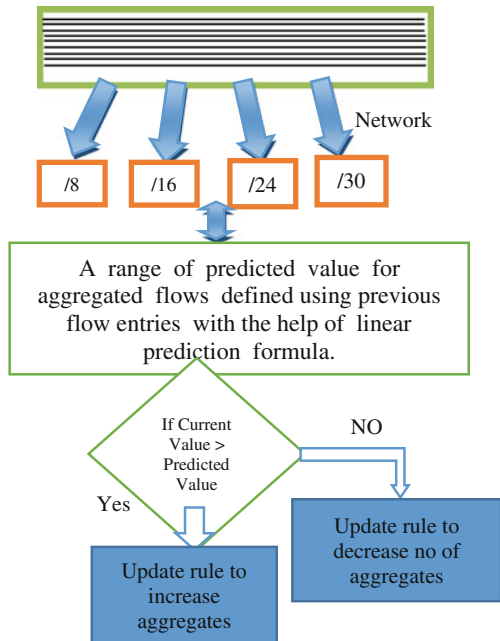 Network
/8
/16
/24
/30
A range of predicted value for
aggregated flows defined using previous
flow entries with the help of linear
prediction formula.
If Current
Value >
Predicted
Value
NO
Yes
Update rule to
decrease no of
aggregates
Update rule to
increase
aggregates